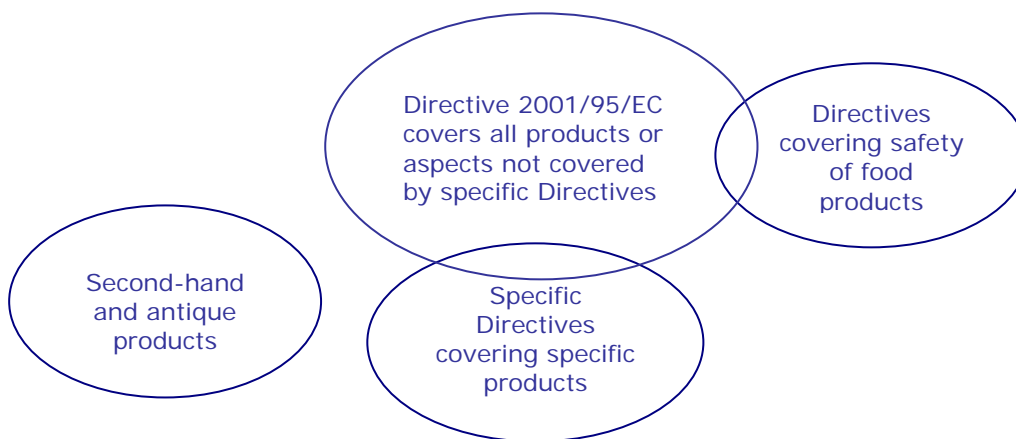 Directive 2001/95/EC
covers all products or
aspects not covered
by specific Directives
Directives
covering safety
of food
products
Second-hand
and antique
products
Specific
Directives
covering specific
products